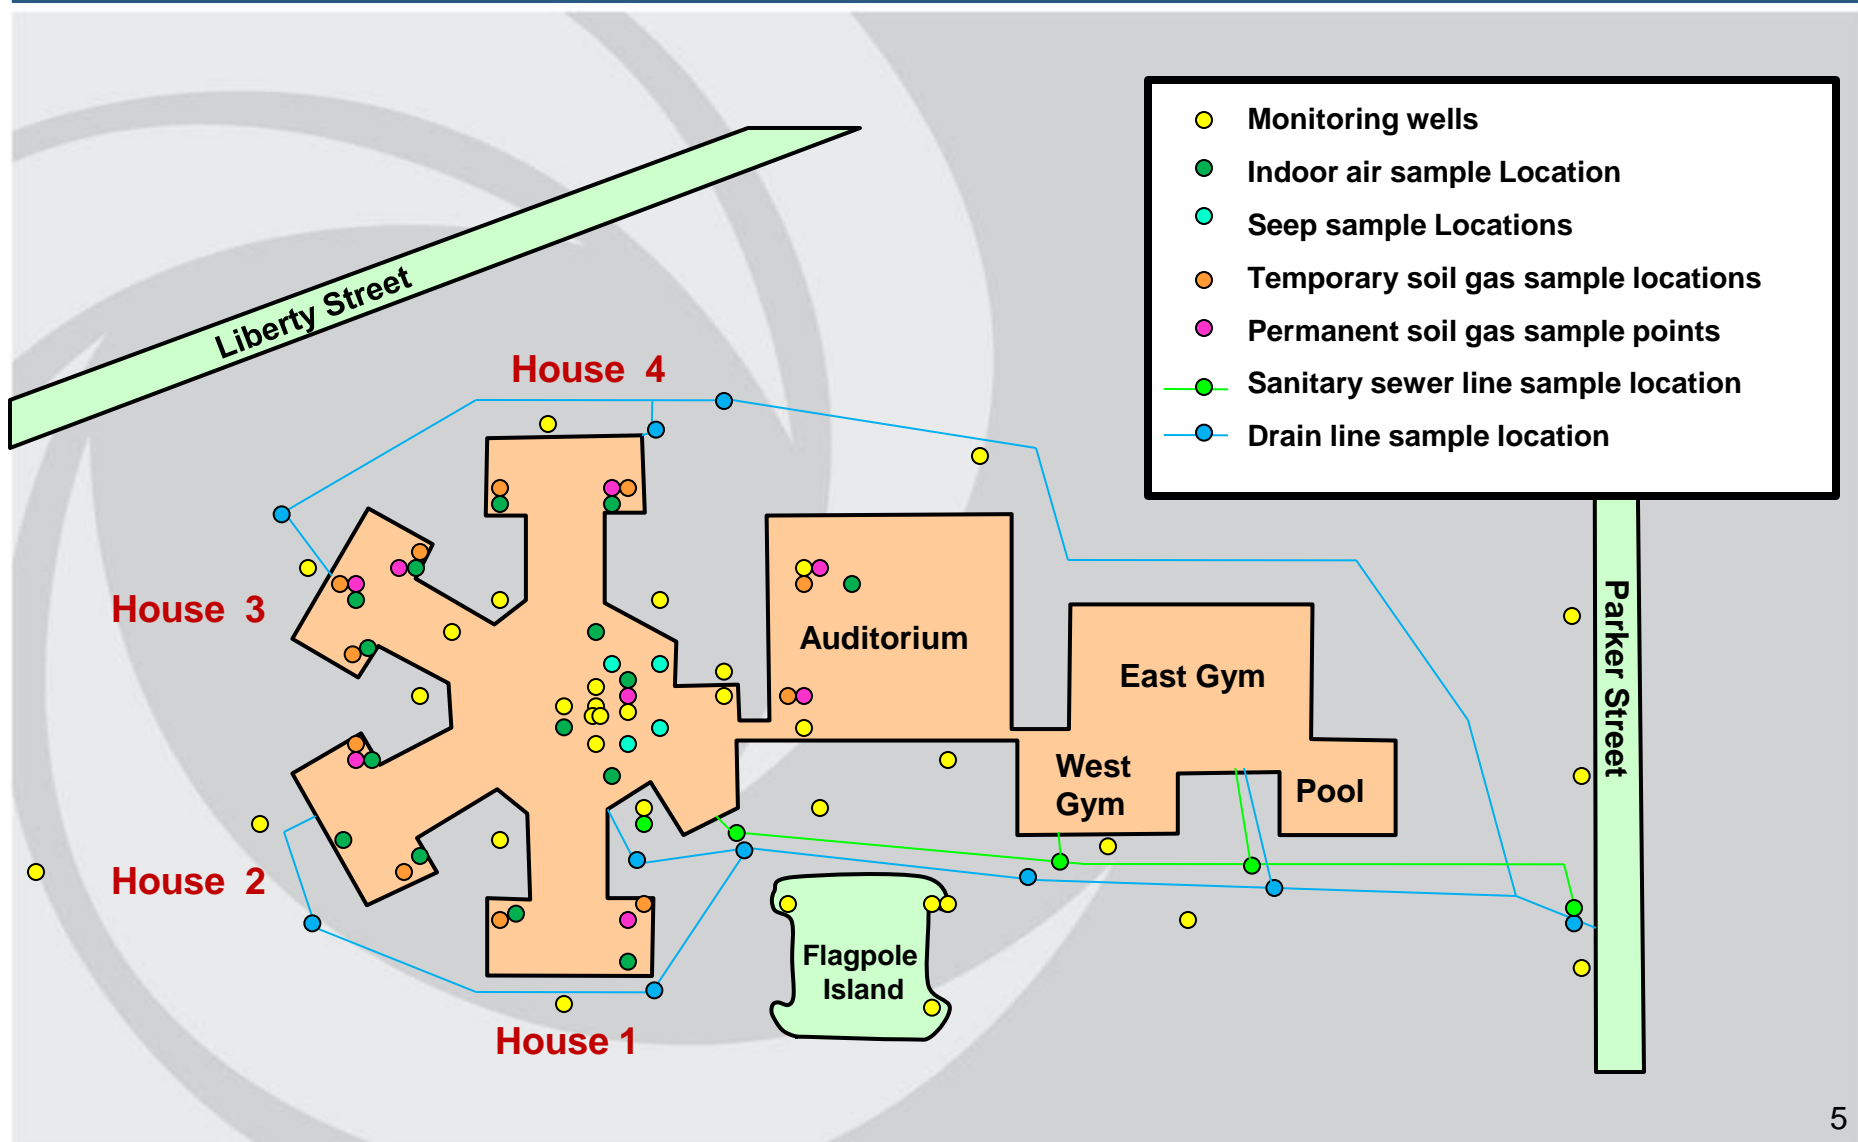 Monitoring wells
Indoor air sample Location
Seep sample Locations
Temporary soil gas sample locations
Permanent soil gas sample points
Sanitary sewer line sample location
Drain line sample location
Liberty Street
House 4
House 3
Auditorium
East Gym
Parker Street
West
Gym
Pool
House 2
Flagpole
Island
House 1
5